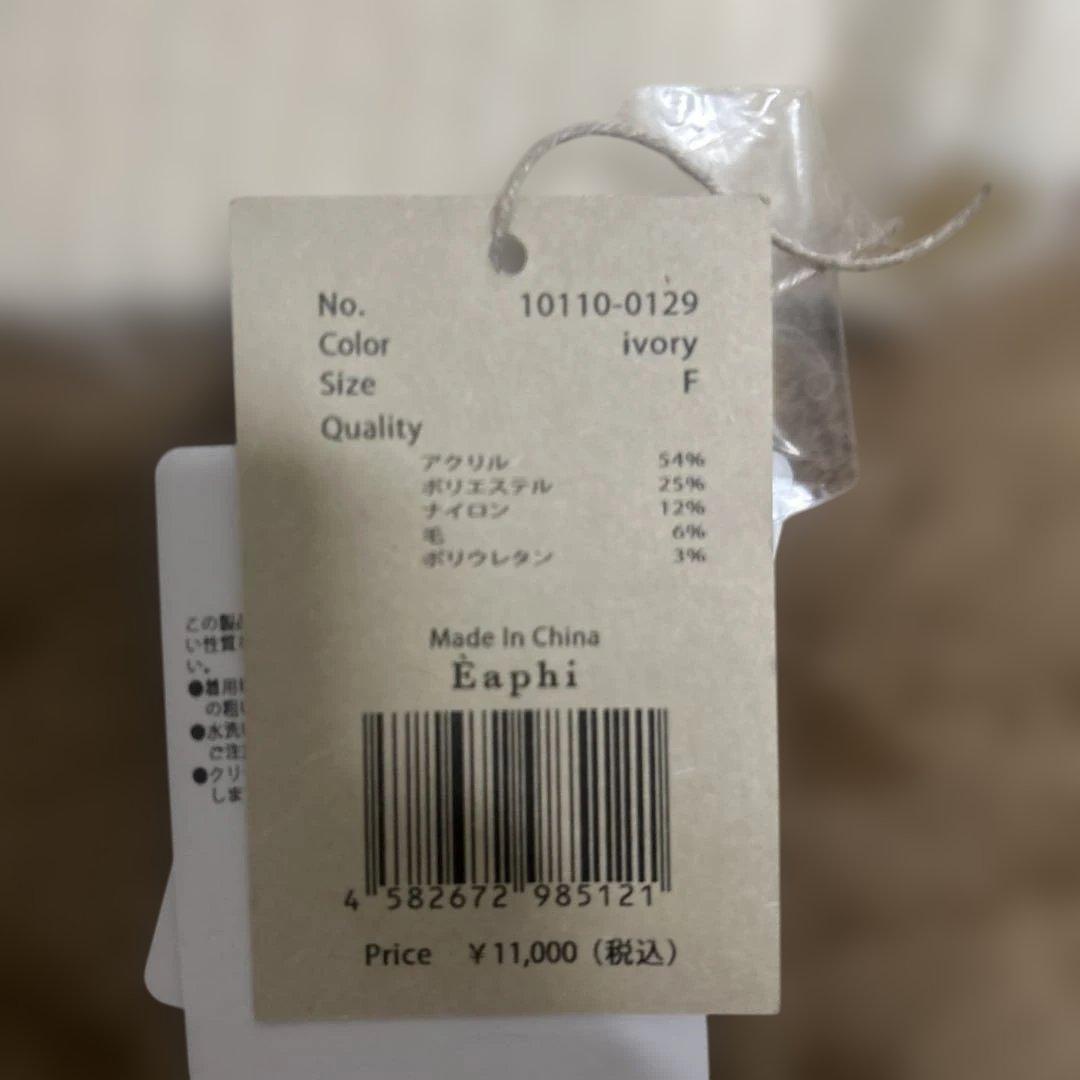 No. 10110-0129
Color ivory
Size F
Quality
アクリル 54%
ポリエステル 25%
ナイロン 12%
毛 6%
ポリウレタン 3%
Made In China
Èaphi
4 582672 985121
Price ¥11,000（税込）
この製品
い性質
い。
●着用
の粗
●水洗
ご注
●クリ
しま